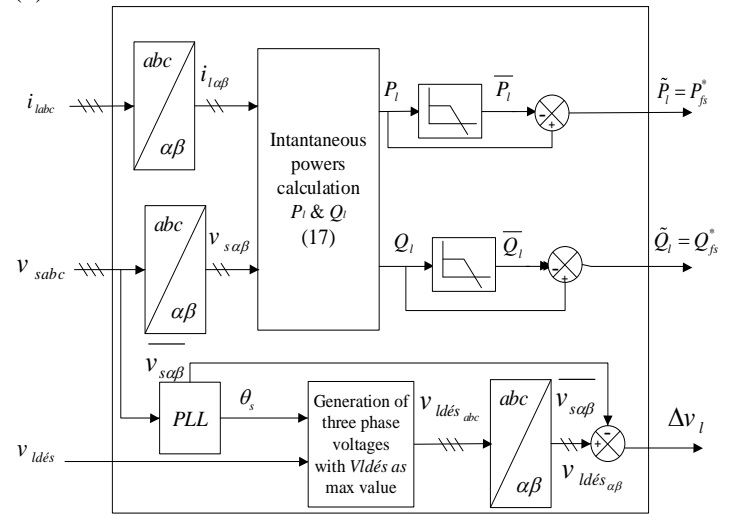 abc
i_{labc}
i_{lαβ}
αβ
Intantaneous
powers
calculation
P_l & Q_l
(17)
P_l
\overline{P_l}
-
+
\tilde{P}_l = P^*_{fs}
abc
v_{sabc}
v_{sαβ}
αβ
Q_l
\overline{Q_l}
-
+
\tilde{Q}_l = Q^*_{fs}
\overline{v_{sαβ}}
PLL
θ_s
v_{ldés}
Generation of
three phase
voltages
with Vldés as
max value
v_{ldés_{abc}}
abc
αβ
\overline{v_{sαβ}}
-
+
v_{ldés_{αβ}}
Δv_l